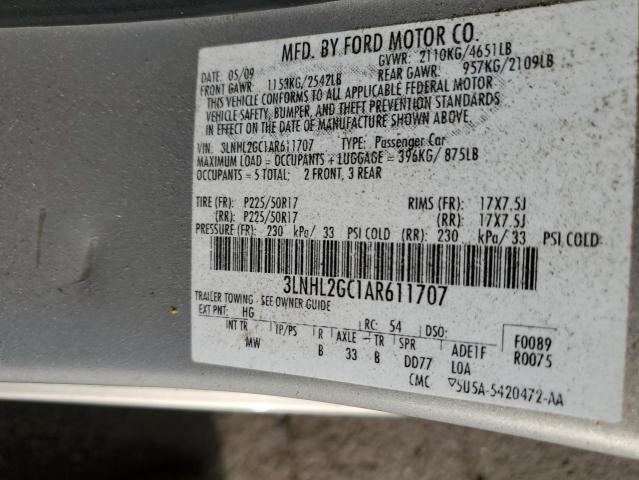 MFD. BY FORD MOTOR CO.
DATE: 05/09 GVWR: 2110KG/4651LB
FRONT GAWR: 1153KG/2542LB REAR GAWR: 957KG/2109LB
THIS VEHICLE CONFORMS TO ALL APPLICABLE FEDERAL MOTOR
VEHICLE SAFETY, BUMPER, AND THEFT PREVENTION STANDARDS
IN EFFECT ON THE DATE OF MANUFACTURE SHOWN ABOVE.
VIN: 3LNHL2GC1AR611707 TYPE: Passenger Car
MAXIMUM LOAD = OCCUPANTS + LUGGAGE = 396KG/ 875LB
OCCUPANTS = 5 TOTAL; 2 FRONT, 3 REAR
TIRE (FR): P225/50R17 RIMS (FR): 17X7.5J
(RR): P225/50R17 (RR): 17X7.5J
PRESSURE (FR): 230 kPa/ 33 PSI COLD (RR): 230 kPa/ 33 PSI COLD
3LNHL2GC1AR611707
TRAILER TOWING - SEE OWNER GUIDE
EXT PNT: HG RC: 54 DSO: F0089
INT TR TP/PS R AXLE TR SPR ADE1F R0075
MW B 33 B DD77 LOA
CMC 5U5A-5420472-AA